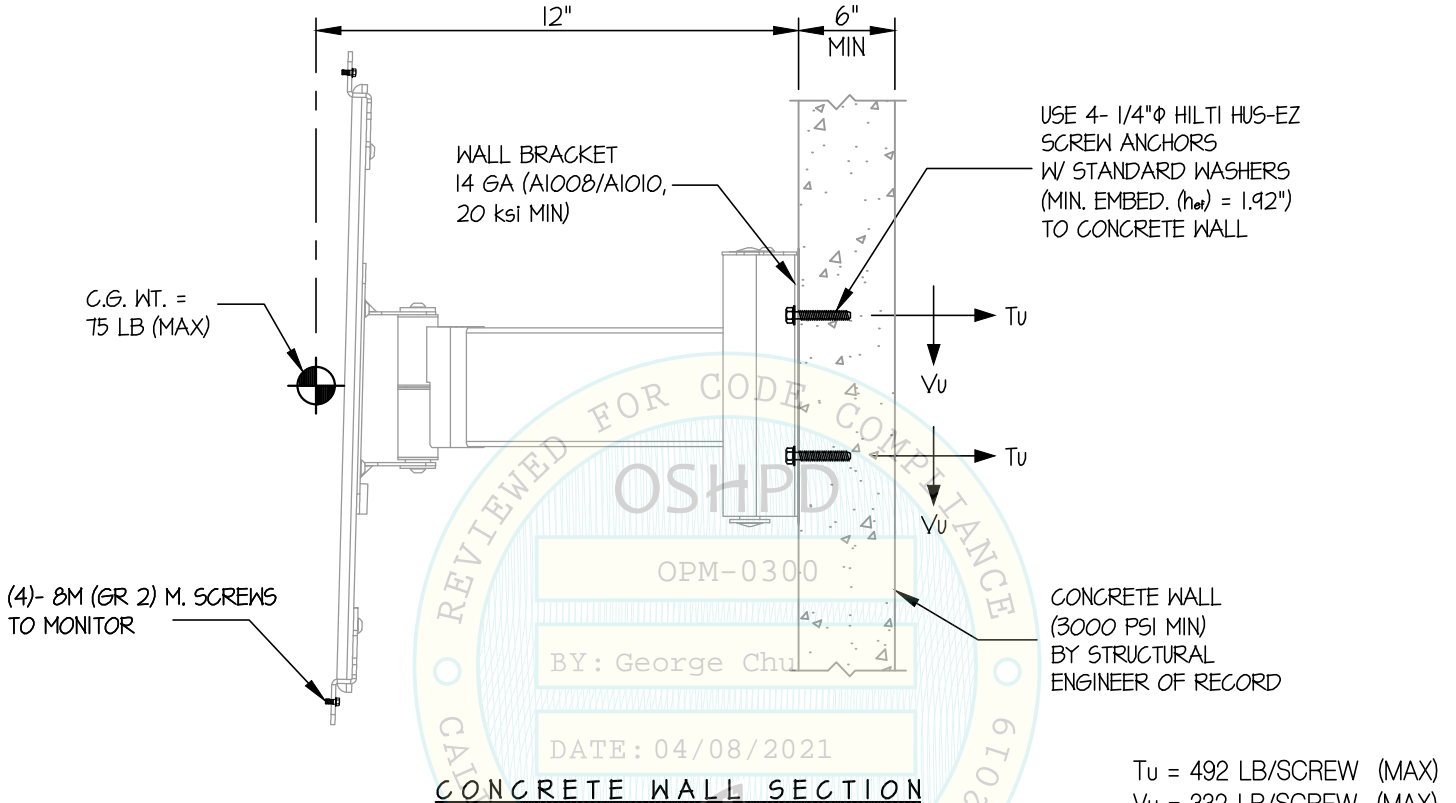 12"
6"
MIN
USE 4- 1/4"Φ HILTI HUS-EZ
SCREW ANCHORS
W/ STANDARD WASHERS
(MIN. EMBED. (hef) = 1.92")
TO CONCRETE WALL
WALL BRACKET
14 GA (A1008/A1010,
20 ksi MIN)
C.G. WT. =
75 LB (MAX)
Tu
Vu
Tu
Vu
REVIEWED FOR CODE COMPLIANCE
OSHPD
OPM-0300
BY: George Chu
DATE: 04/08/2021
2019
(4)- 8M (GR 2) M. SCREWS
TO MONITOR
CONCRETE WALL
(3000 PSI MIN)
BY STRUCTURAL
ENGINEER OF RECORD
CONCRETE WALL SECTION
Tu = 492 LB/SCREW (MAX)